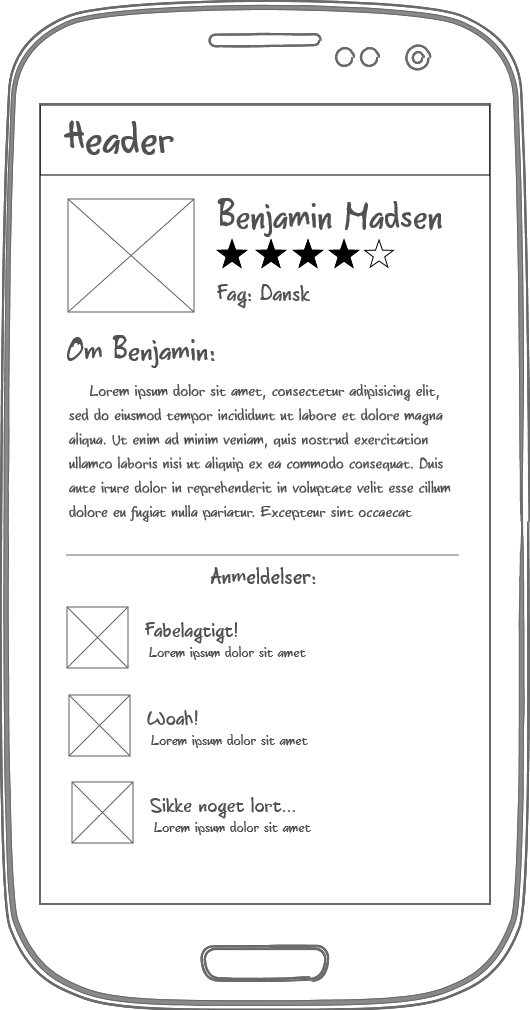 Header
Benjamin Madsen
Fag: Dansk
Om Benjamin:
Lorem ipsum dolor sit amet, consectetur adipisicing elit,
sed do eiusmod tempor incididunt ut labore et dolore magna
aliqua. Ut enim ad minim veniam, quis nostrud exercitation
ullamco laboris nisi ut aliquip ex ea commodo consequat. Duis
aute irure dolor in reprehenderit in voluptate velit esse cillum
dolore eu fugiat nulla pariatur. Excepteur sint occaecat
Anmeldelser:
Fabelagtigt!
Lorem ipsum dolor sit amet
Woah!
Lorem ipsum dolor sit amet
Sikke noget lort...
Lorem ipsum dolor sit amet